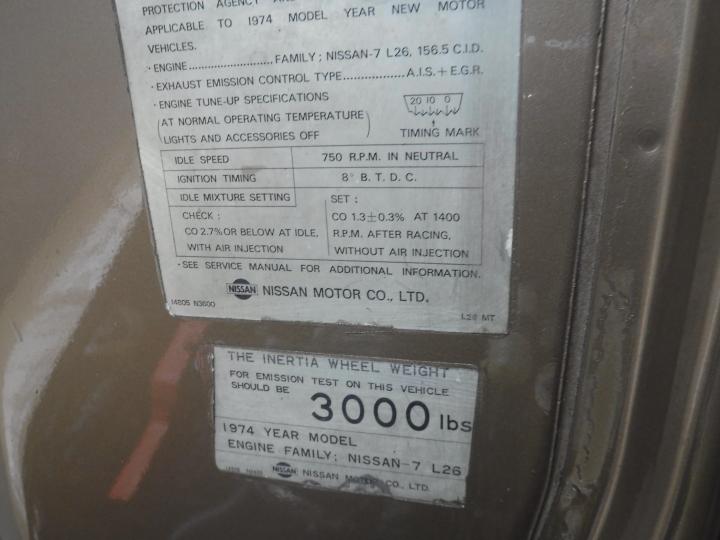 PROTECTION AGENCY
APPLICABLE TO 1974 MODEL YEAR NEW MOTOR
VEHICLES.
· ENGINE........................FAMILY ; NISSAN-7 L26, 156.5 C.I.D.
· EXHAUST EMISSION CONTROL TYPE.................A.I.S.+E.G.R.
· ENGINE TUNE-UP SPECIFICATIONS
(AT NORMAL OPERATING TEMPERATURE
LIGHTS AND ACCESSORIES OFF)
20 10 0
TIMING MARK
IDLE SPEED 750 R.P.M. IN NEUTRAL
IGNITION TIMING 8° B. T. D. C.
IDLE MIXTURE SETTING
CHECK :
CO 2.7% OR BELOW AT IDLE,
WITH AIR INJECTION
SET :
CO 1.3±0.3% AT 1400
R.P.M. AFTER RACING,
WITHOUT AIR INJECTION
· SEE SERVICE MANUAL FOR ADDITIONAL INFORMATION.
NISSAN NISSAN MOTOR CO., LTD.
14805 N3600
L26 MT
THE INERTIA WHEEL WEIGHT
FOR EMISSION TEST ON THIS VEHICLE
SHOULD BE
3000 lbs
1974 YEAR MODEL
ENGINE FAMILY; NISSAN-7 L26
NISSAN NISSAN MOTOR CO., LTD.